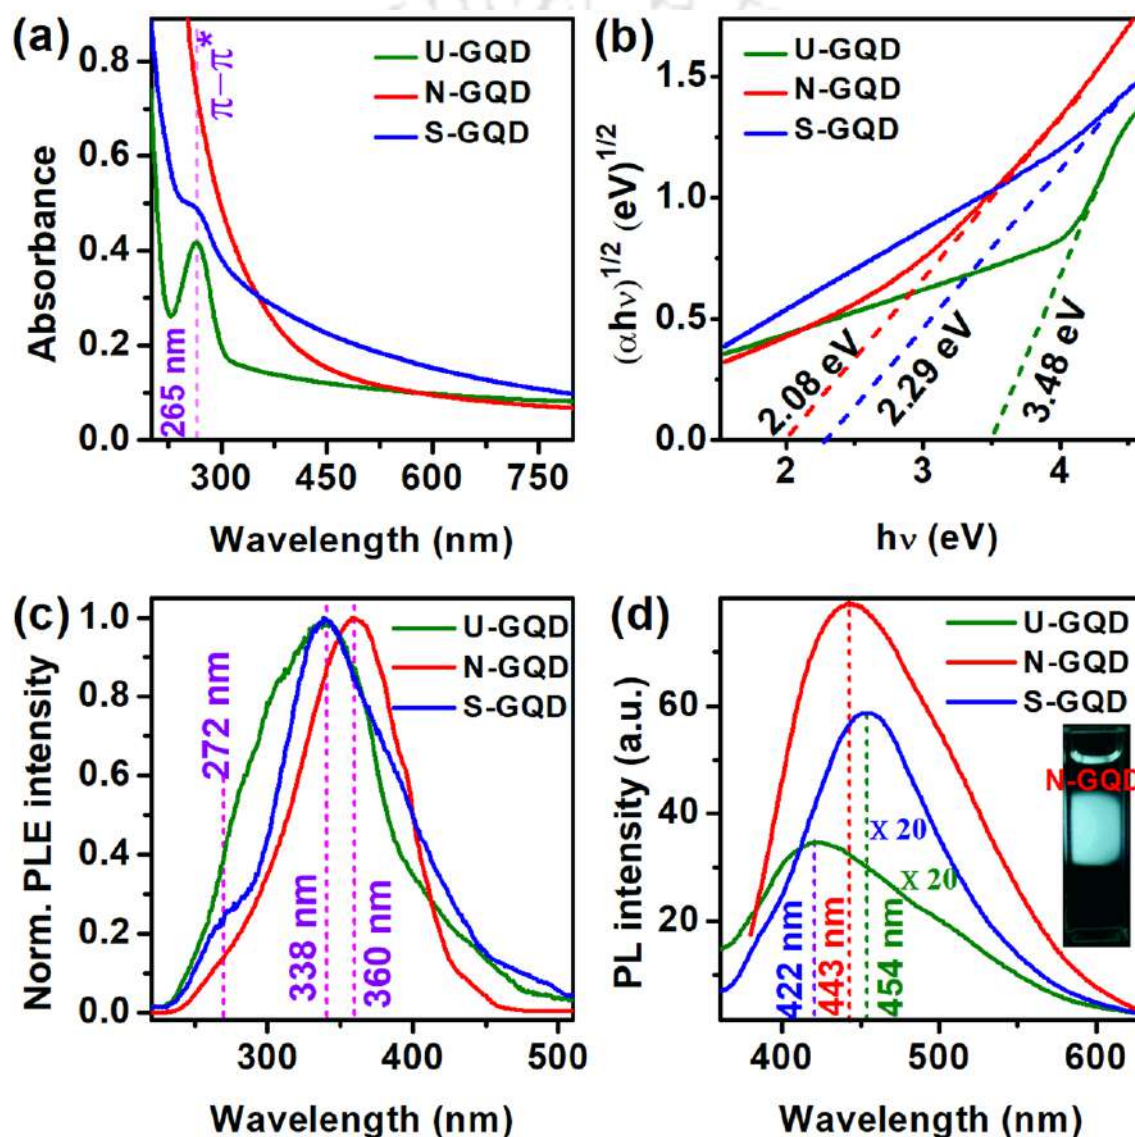 (a)
U-GQD
N-GQD
S-GQD
π–π*
265 nm
0.8
0.6
0.4
0.2
0.0
Absorbance
300
450
600
750
Wavelength (nm)
(b)
U-GQD
N-GQD
S-GQD
2.08 eV
2.29 eV
3.48 eV
1.5
1.0
0.5
0.0
(αhν)^1/2 (eV)^1/2
2
3
4
hν (eV)
(c)
U-GQD
N-GQD
S-GQD
272 nm
338 nm
360 nm
1.0
0.8
0.6
0.4
0.2
0.0
Norm. PLE intensity
300
400
500
Wavelength (nm)
(d)
U-GQD
N-GQD
S-GQD
N-GQD
X 20
X 20
422 nm
443 nm
454 nm
60
40
20
PL intensity (a.u.)
400
500
600
Wavelength (nm)